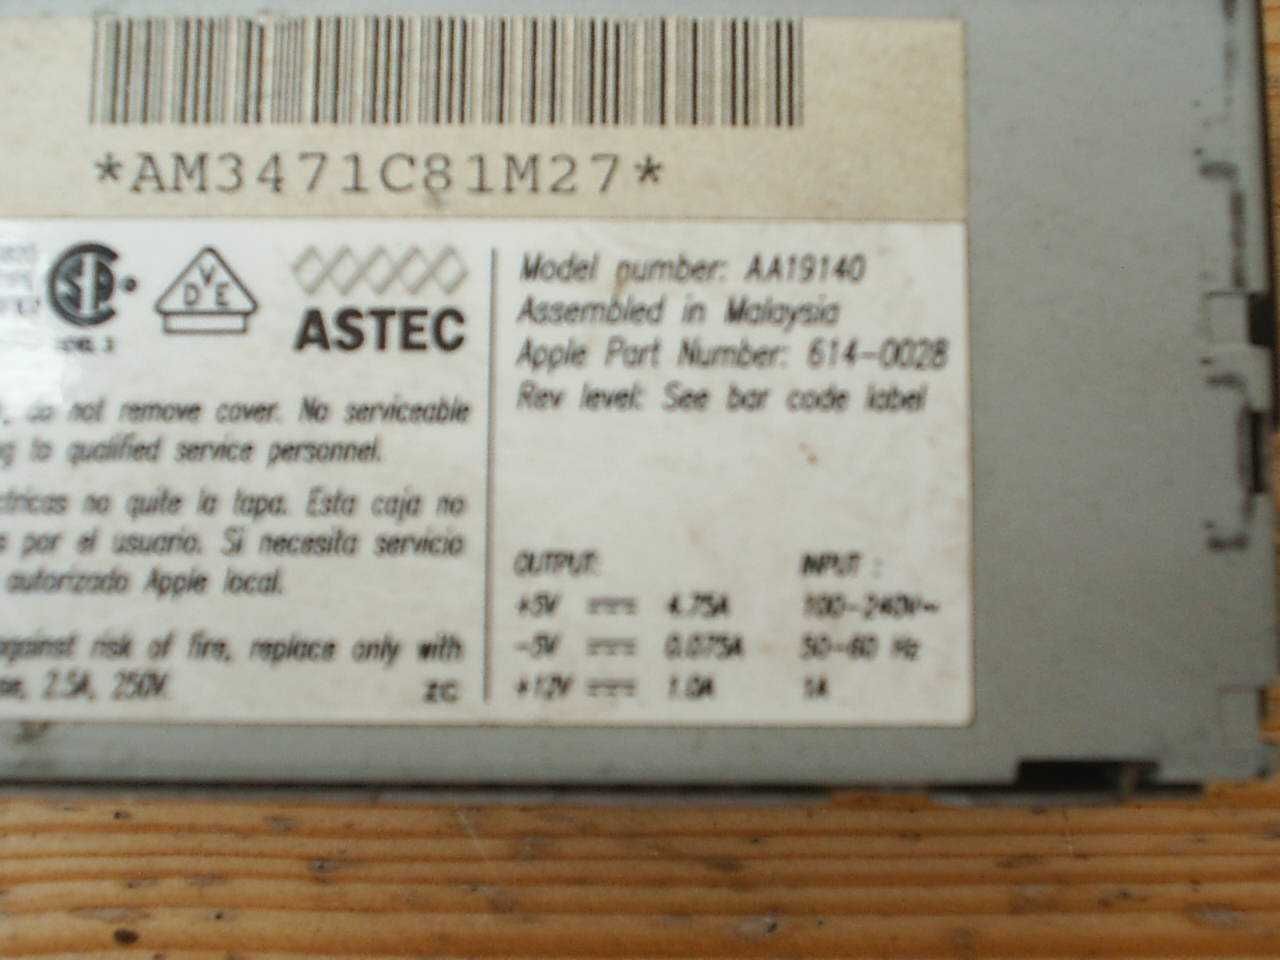 *AM3471C81M27*
VDE
ASTEC
Model number: AA19140
Assembled in Malaysia
Apple Part Number: 614-0028
Rev level: See bar code label
do not remove cover. No serviceable
to qualified service personnel.
no quite la tapa. Esta caja no
por el usuario. Si necesita servicio
autorizado Apple local.
against risk of fire, replace only with
2.5A, 250V.
OUTPUT: INPUT :
+5V 4.75A 100-240V~
-5V 0.075A 50-60 Hz
+12V 1.0A 1A